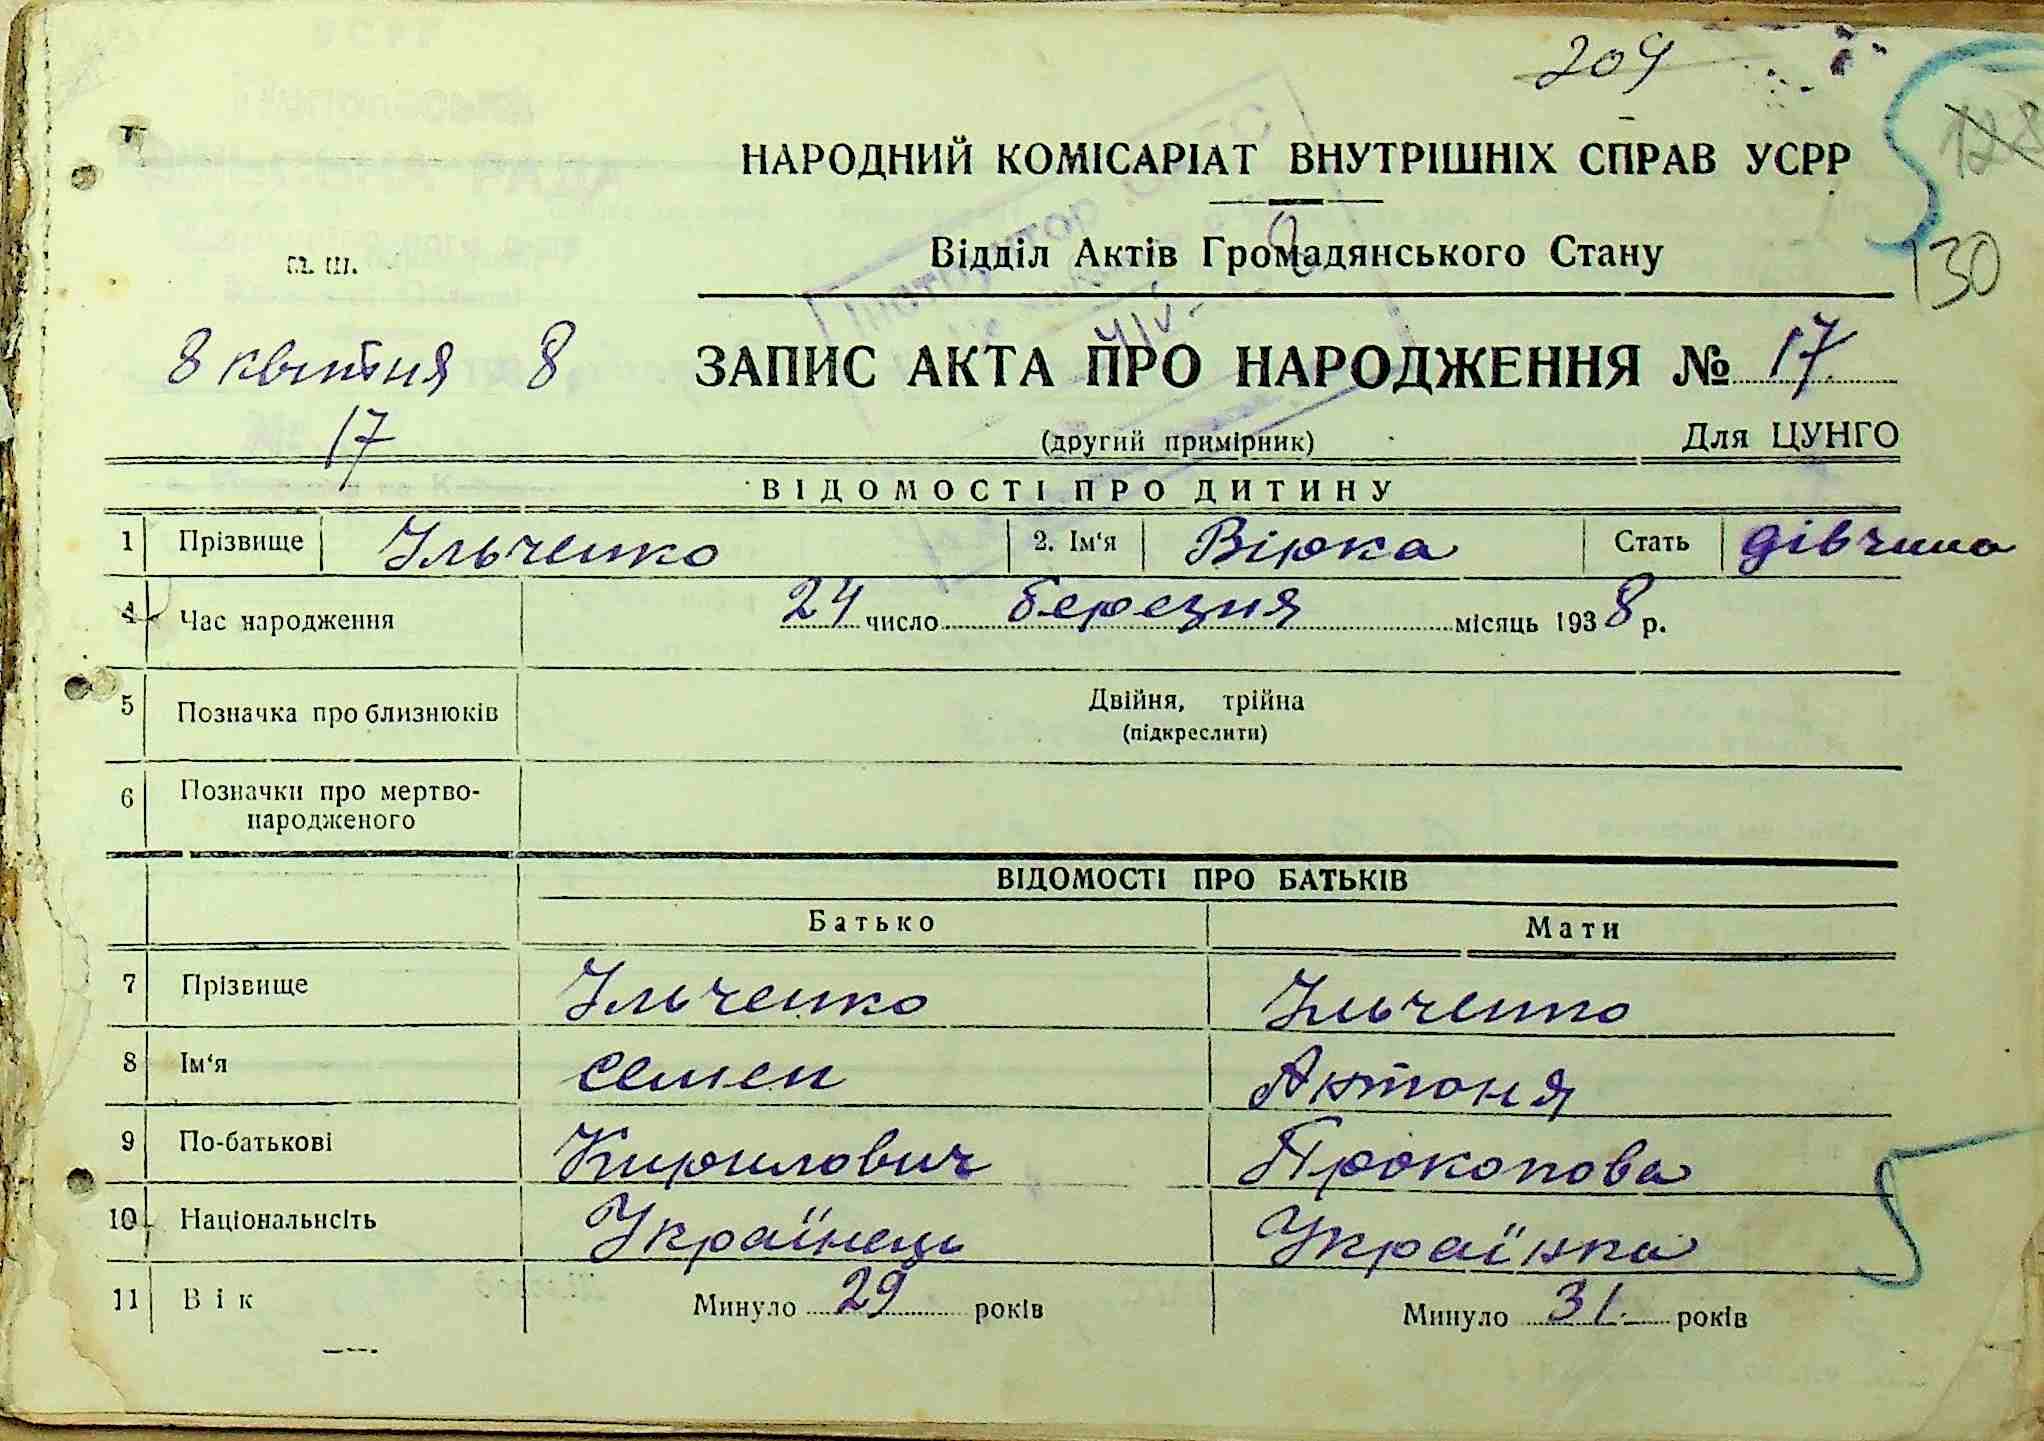 209
128
НАРОДНИЙ КОМІСАРІАТ ВНУТРІШНІХ СПРАВ УСРР
130
Відділ Актів Громадянського Стану
8 квітня 8
ЗАПИС АКТА ПРО НАРОДЖЕННЯ № 17
17
(другий примірник) Для ЦУНГО
ВІДОМОСТІ ПРО ДИТИНУ
1 Прізвище Ільченко 2. Ім'я Вірка Стать дівчина
4 Час народження 24 число березня місяць 1938 р.
5 Позначка про близнюків Двійня, трійна
(підкреслити)
6 Позначки про мертво-
народженого
ВІДОМОСТІ ПРО БАТЬКІВ
Батько Мати
7 Прізвище Ільченко Ільченко
8 Ім'я Семен Антоня
9 По-батькові Кирилович Прокопова
10 Національнсіть Українець Українка
11 Вік Минуло 29 років Минуло 31 років